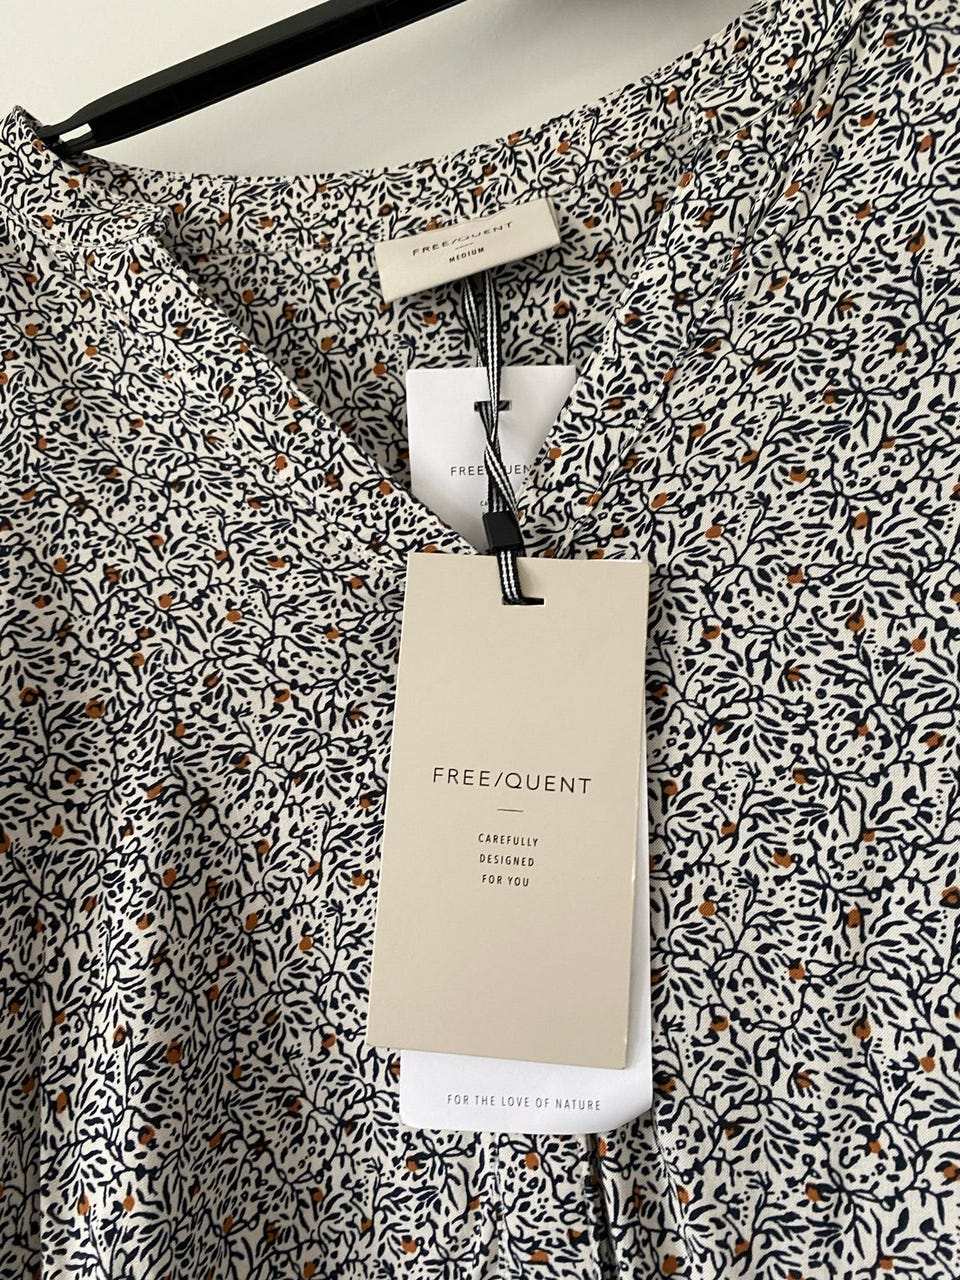 FREE/QUENT
MEDIUM
FREE/QUENT
FREE/QUENT
CAREFULLY
DESIGNED
FOR YOU
FOR THE LOVE OF NATURE